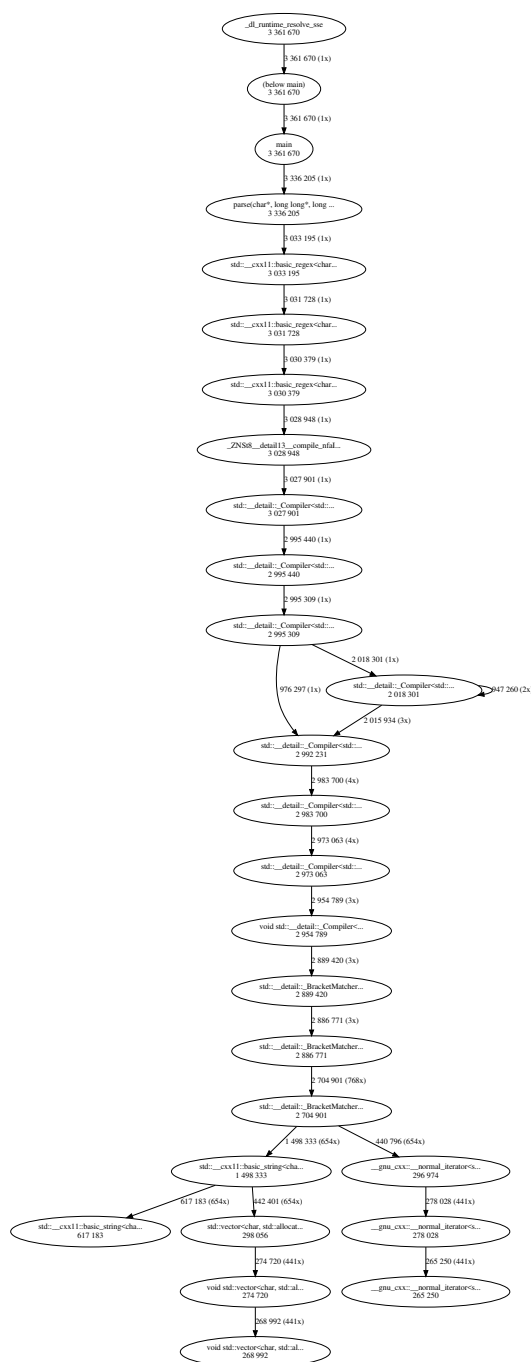 _dl_runtime_resolve_sse
3 361 670
3 361 670 (1x)
(below main)
3 361 670
3 361 670 (1x)
main
3 361 670
3 336 205 (1x)
parse(char*, long long*, long ...
3 336 205
3 033 195 (1x)
std::__cxx11::basic_regex<char...
3 033 195
3 031 728 (1x)
std::__cxx11::basic_regex<char...
3 031 728
3 030 379 (1x)
std::__cxx11::basic_regex<char...
3 030 379
3 028 948 (1x)
_ZNSt8__detail13__compile_nfaI...
3 028 948
3 027 901 (1x)
std::__detail::_Compiler<std::...
3 027 901
2 995 440 (1x)
std::__detail::_Compiler<std::...
2 995 440
2 995 309 (1x)
std::__detail::_Compiler<std::...
2 995 309
2 018 301 (1x)
976 297 (1x)
std::__detail::_Compiler<std::...
2 018 301
947 260 (2x)
2 015 934 (3x)
std::__detail::_Compiler<std::...
2 992 231
2 983 700 (4x)
std::__detail::_Compiler<std::...
2 983 700
2 973 063 (4x)
std::__detail::_Compiler<std::...
2 973 063
2 954 789 (3x)
void std::__detail::_Compiler<...
2 954 789
2 889 420 (3x)
std::__detail::_BracketMatcher...
2 889 420
2 886 771 (3x)
std::__detail::_BracketMatcher...
2 886 771
2 704 901 (768x)
std::__detail::_BracketMatcher...
2 704 901
1 498 333 (654x)
440 796 (654x)
std::__cxx11::basic_string<cha...
1 498 333
__gnu_cxx::__normal_iterator<s...
296 974
617 183 (654x)
442 401 (654x)
278 028 (441x)
std::__cxx11::basic_string<cha...
617 183
std::vector<char, std::allocat...
298 056
__gnu_cxx::__normal_iterator<s...
278 028
274 720 (441x)
265 250 (441x)
void std::vector<char, std::al...
274 720
__gnu_cxx::__normal_iterator<s...
265 250
268 992 (441x)
void std::vector<char, std::al...
268 992